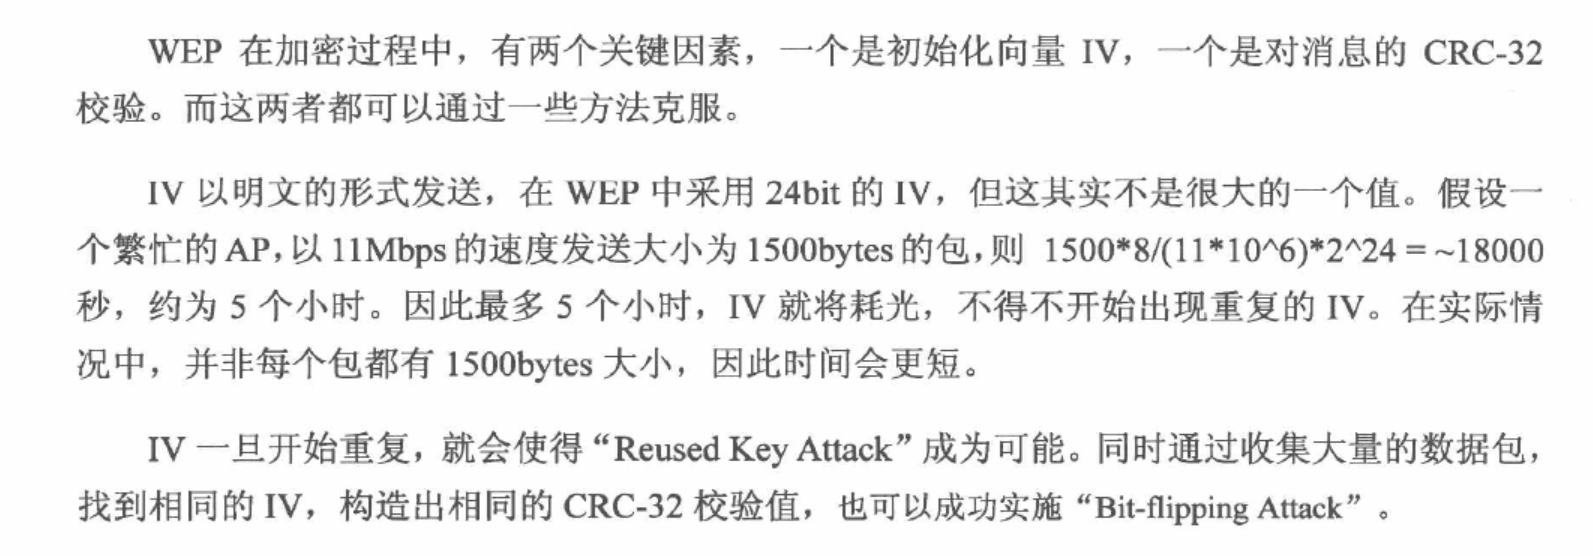 WEP 在加密过程中，有两个关键因素，一个是初始化向量 IV，一个是对消息的 CRC-32
校验。而这两者都可以通过一些方法克服。
IV 以明文的形式发送，在 WEP 中采用 24bit 的 IV，但这其实不是很大的一个值。假设一
个繁忙的 AP，以 11Mbps 的速度发送大小为 1500bytes 的包，则 1500*8/(11*10^6)*2^24 = ~18000
秒，约为 5 个小时。因此最多 5 个小时，IV 就将耗光，不得不开始出现重复的 IV。在实际情
况中，并非每个包都有 1500bytes 大小，因此时间会更短。
IV 一旦开始重复，就会使得“Reused Key Attack”成为可能。同时通过收集大量的数据包，
找到相同的 IV，构造出相同的 CRC-32 校验值，也可以成功实施“Bit-flipping Attack”。